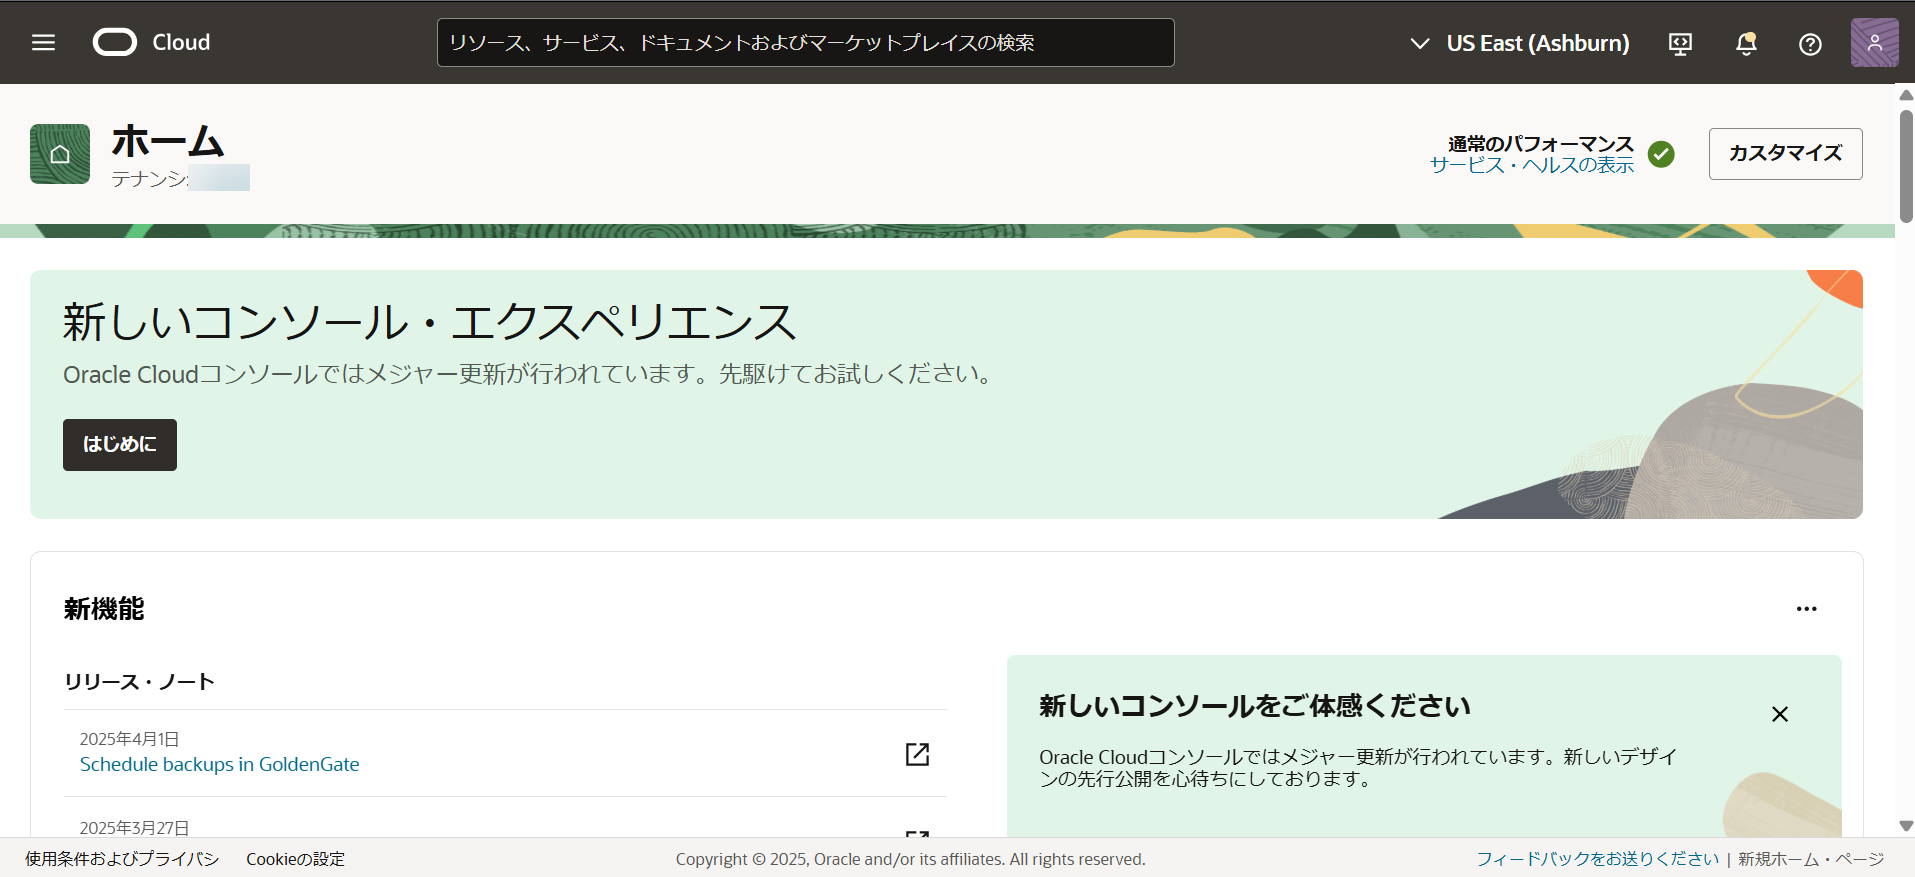 Cloud
リソース、サービス、ドキュメントおよびマーケットプレイスの検索
US East (Ashburn)
ホーム
テナンシ
通常のパフォーマンス
サービス・ヘルスの表示
カスタマイズ
新しいコンソール・エクスペリエンス
Oracle Cloudコンソールではメジャー更新が行われています。先駆けてお試しください。
はじめに
新機能
リリース・ノート
2025年4月1日
Schedule backups in GoldenGate
2025年3月27日
新しいコンソールをご体感ください
Oracle Cloudコンソールではメジャー更新が行われています。新しいデザイ
ンの先行公開を心待ちにしております。
使用条件およびプライバシ
Cookieの設定
Copyright © 2025, Oracle and/or its affiliates. All rights reserved.
フィードバックをお送りください | 新規ホーム・ページ